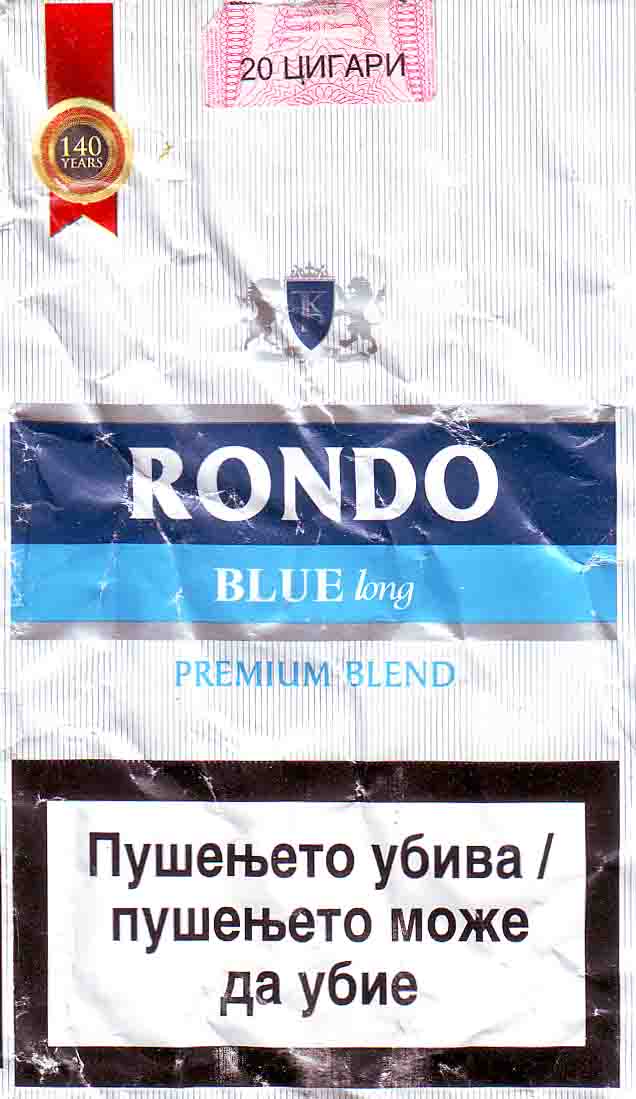 20 ЦИГАРИ
140
YEARS
K
RONDO
BLUE long
PREMIUM BLEND
Пушењето убива /
пушењето може
да убие